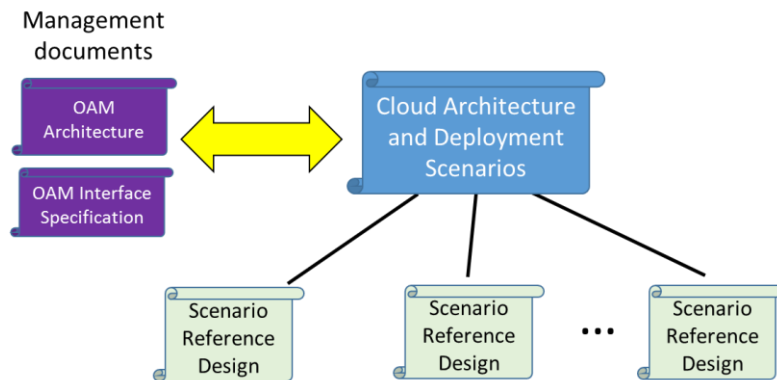 Management
documents
OAM
Architecture
OAM Interface
Specification
Cloud Architecture
and Deployment
Scenarios
Scenario
Reference
Design
Scenario
Reference
Design
...
Scenario
Reference
Design